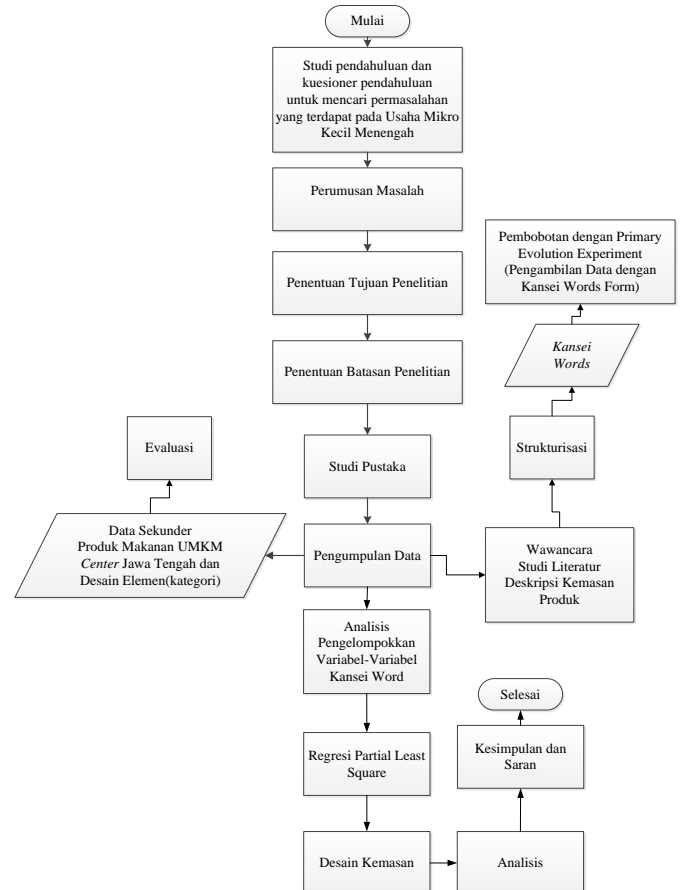 Mulai
Studi pendahuluan dan
kuesioner pendahuluan
untuk mencari permasalahan
yang terdapat pada Usaha Mikro
Kecil Menengah
Perumusan Masalah
Penentuan Tujuan Penelitian
Penentuan Batasan Penelitian
Studi Pustaka
Pengumpulan Data
Data Sekunder
Produk Makanan UMKM
Center Jawa Tengah dan
Desain Elemen(kategori)
Evaluasi
Wawancara
Studi Literatur
Deskripsi Kemasan
Produk
Strukturisasi
Kansei
Words
Pembobotan dengan Primary
Evolution Experiment
(Pengambilan Data dengan
Kansei Words Form)
Analisis
Pengelompokkan
Variabel-Variabel
Kansei Word
Regresi Partial Least
Square
Desain Kemasan
Analisis
Kesimpulan dan
Saran
Selesai